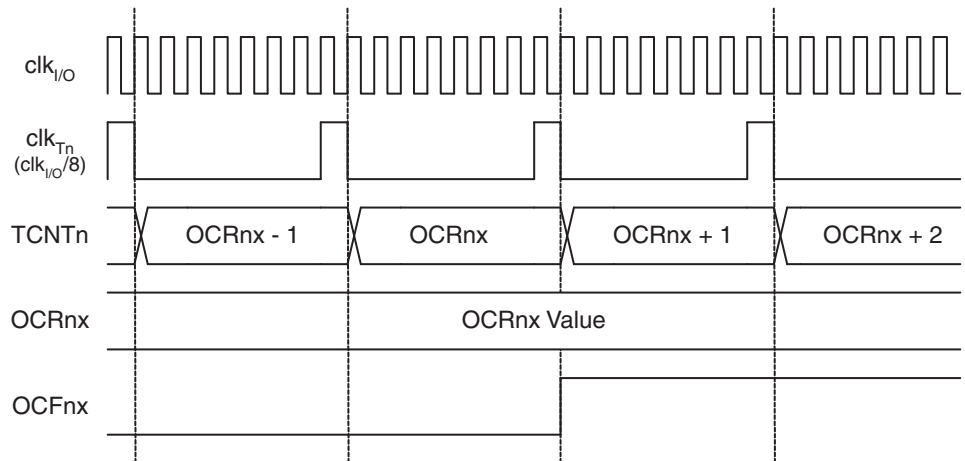 clkI/O
clkTn
(clkI/O/8)
TCNTn
OCRnx - 1
OCRnx
OCRnx + 1
OCRnx + 2
OCRnx
OCRnx Value
OCFnx